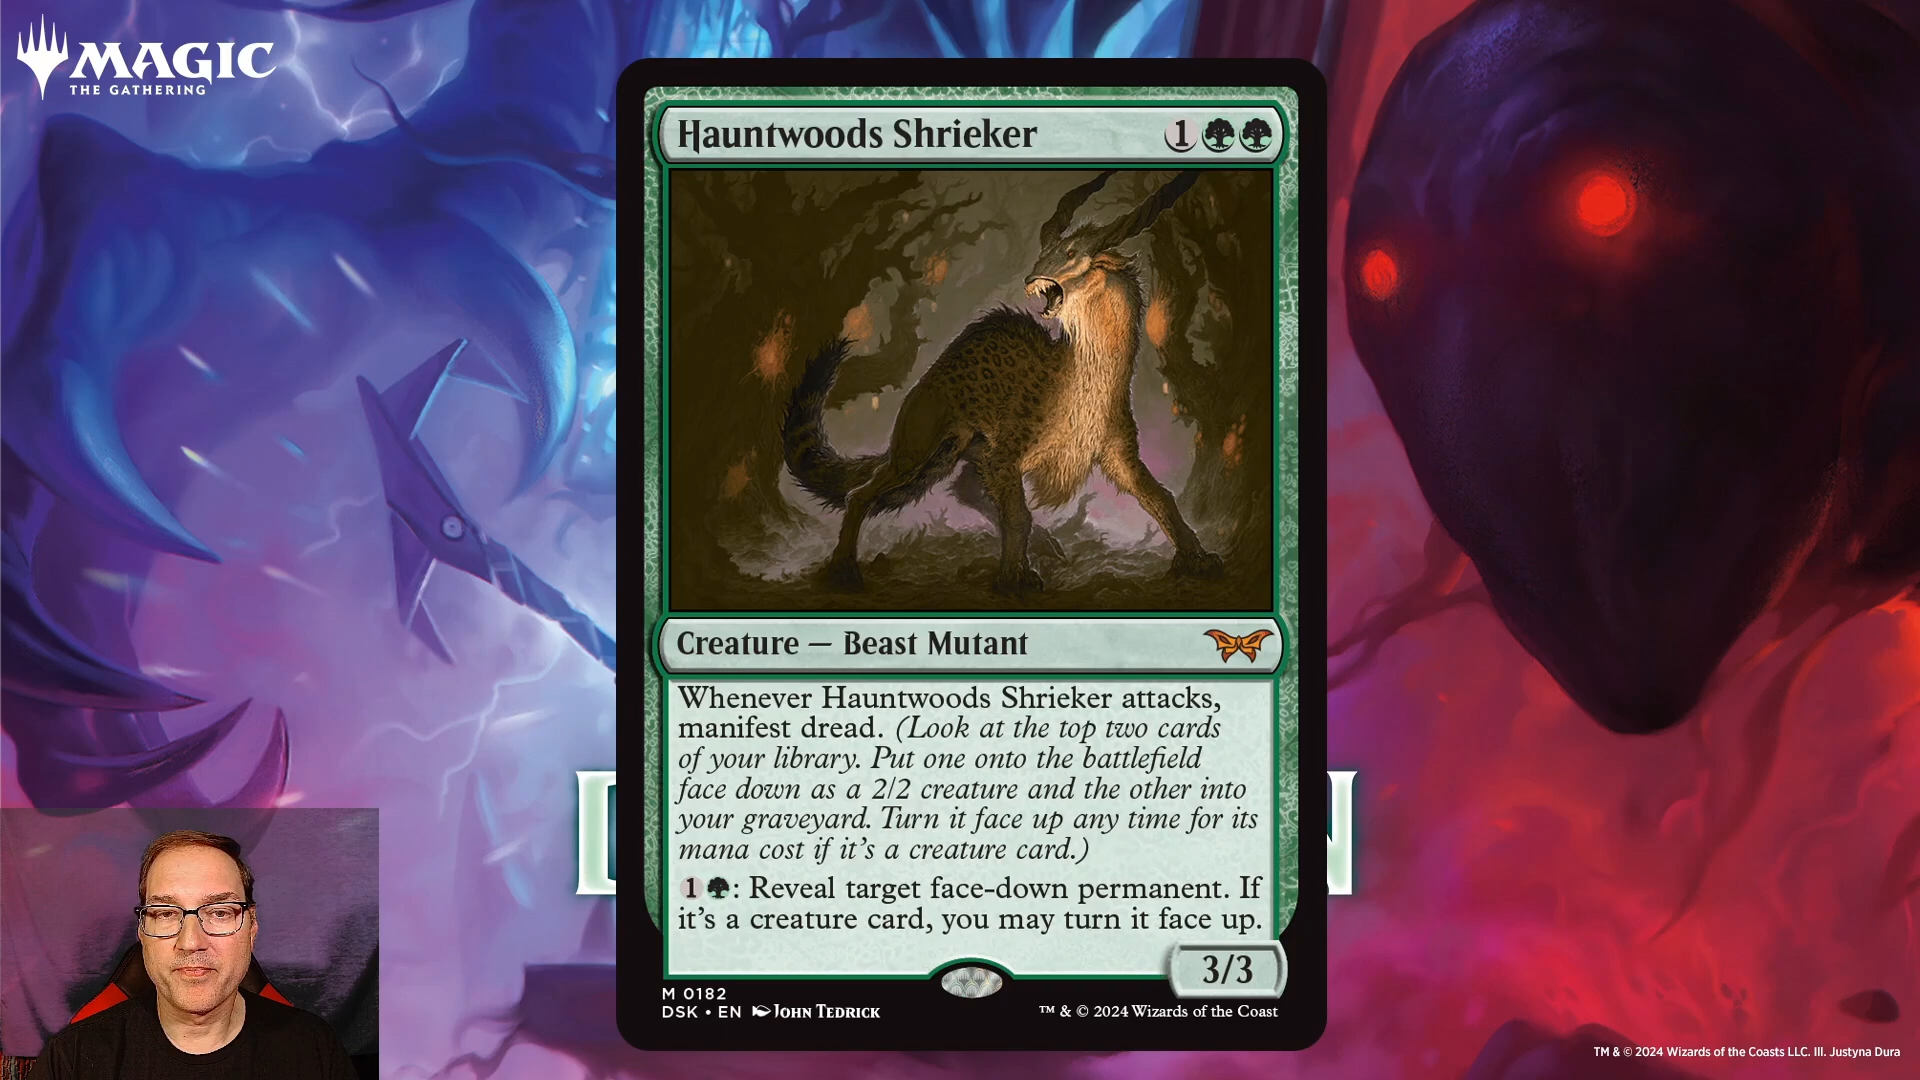 MAGIC
THE GATHERING
Hauntwoods Shrieker 1
Creature — Beast Mutant
Whenever Hauntwoods Shrieker attacks,
manifest dread. (Look at the top two cards
of your library. Put one onto the battlefield
face down as a 2/2 creature and the other into
your graveyard. Turn it face up any time for its
mana cost if it's a creature card.)
1 : Reveal target face-down permanent. If
it's a creature card, you may turn it face up.
3/3
M 0182
DSK • EN JOHN TEDRICK
™ & © 2024 Wizards of the Coast
TM & © 2024 Wizards of the Coasts LLC. Ill. Justyna Dura